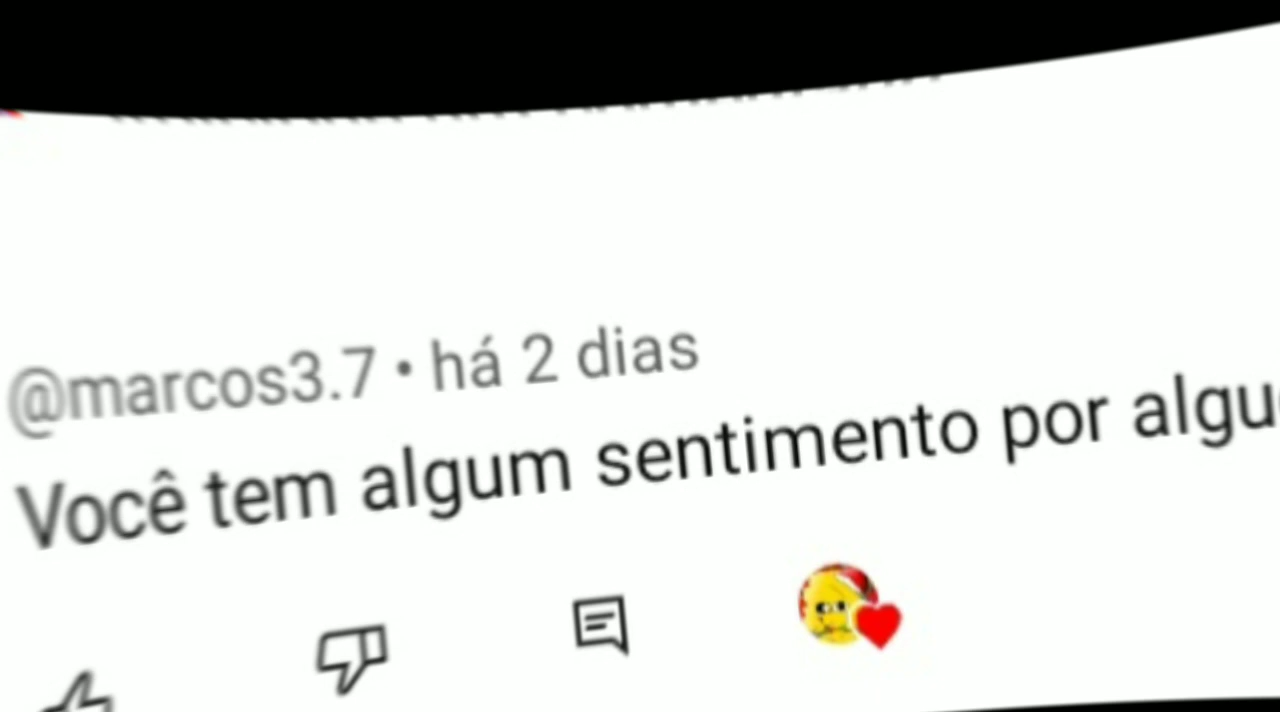 @marcos3.7 • há 2 dias
Você tem algum sentimento por